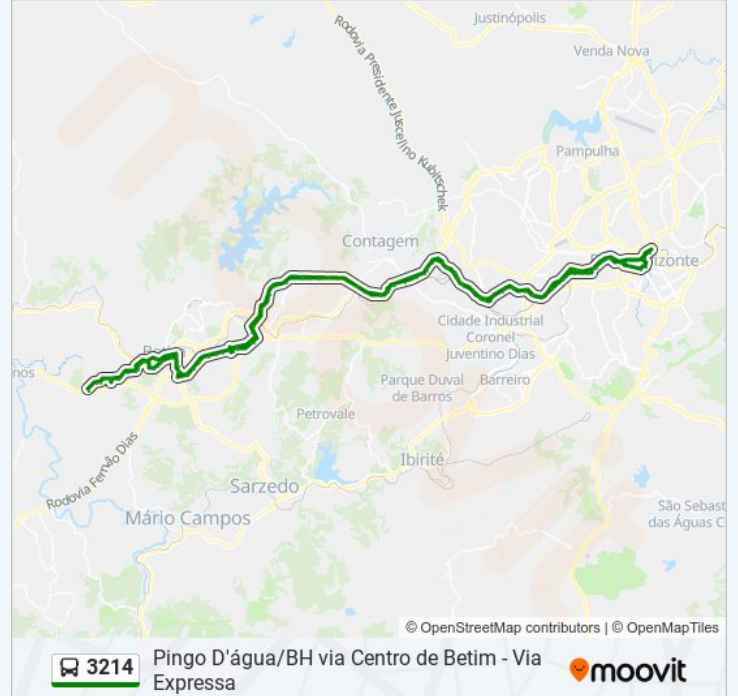 Justinópolis
Venda Nova
Rodovia Presidente Juscelino Kubitschek
Pampulha
Contagem
Cidade Industrial
Coronel
Juventino Dias
Parque Duval
de Barros
Barreiro
nos
Petrovale
Rodovia Fernão Dias
Ibirité
Sarzedo
Mário Campos
São Sebast
das Águas C
© OpenStreetMap contributors | © OpenMapTiles
3214
Pingo D'água/BH via Centro de Betim - Via
Expressa
moovit